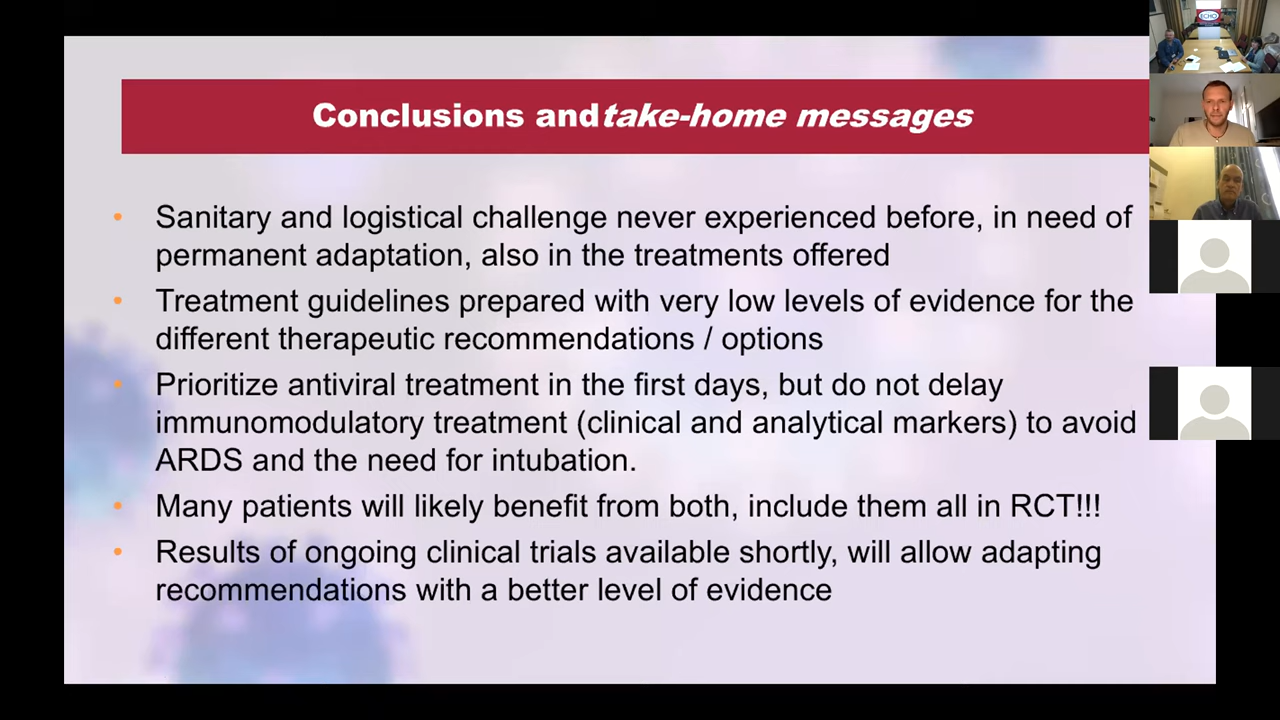 Conclusions and take-home messages
Sanitary and logistical challenge never experienced before, in need of
permanent adaptation, also in the treatments offered
Treatment guidelines prepared with very low levels of evidence for the
different therapeutic recommendations / options
Prioritize antiviral treatment in the first days, but do not delay
immunomodulatory treatment (clinical and analytical markers) to avoid
ARDS and the need for intubation.
Many patients will likely benefit from both, include them all in RCT!!!
Results of ongoing clinical trials available shortly, will allow adapting
recommendations with a better level of evidence
ECHO